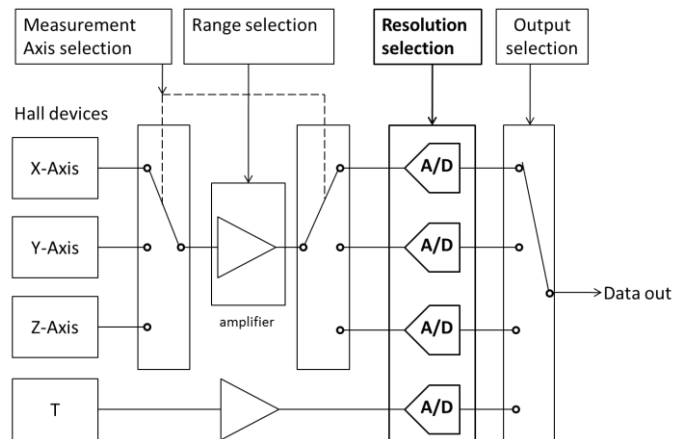 Measurement
Axis selection
Range selection
Resolution
selection
Output
selection
Hall devices
X-Axis
A/D
Y-Axis
A/D
Data out
Z-Axis
A/D
amplifier
T
A/D